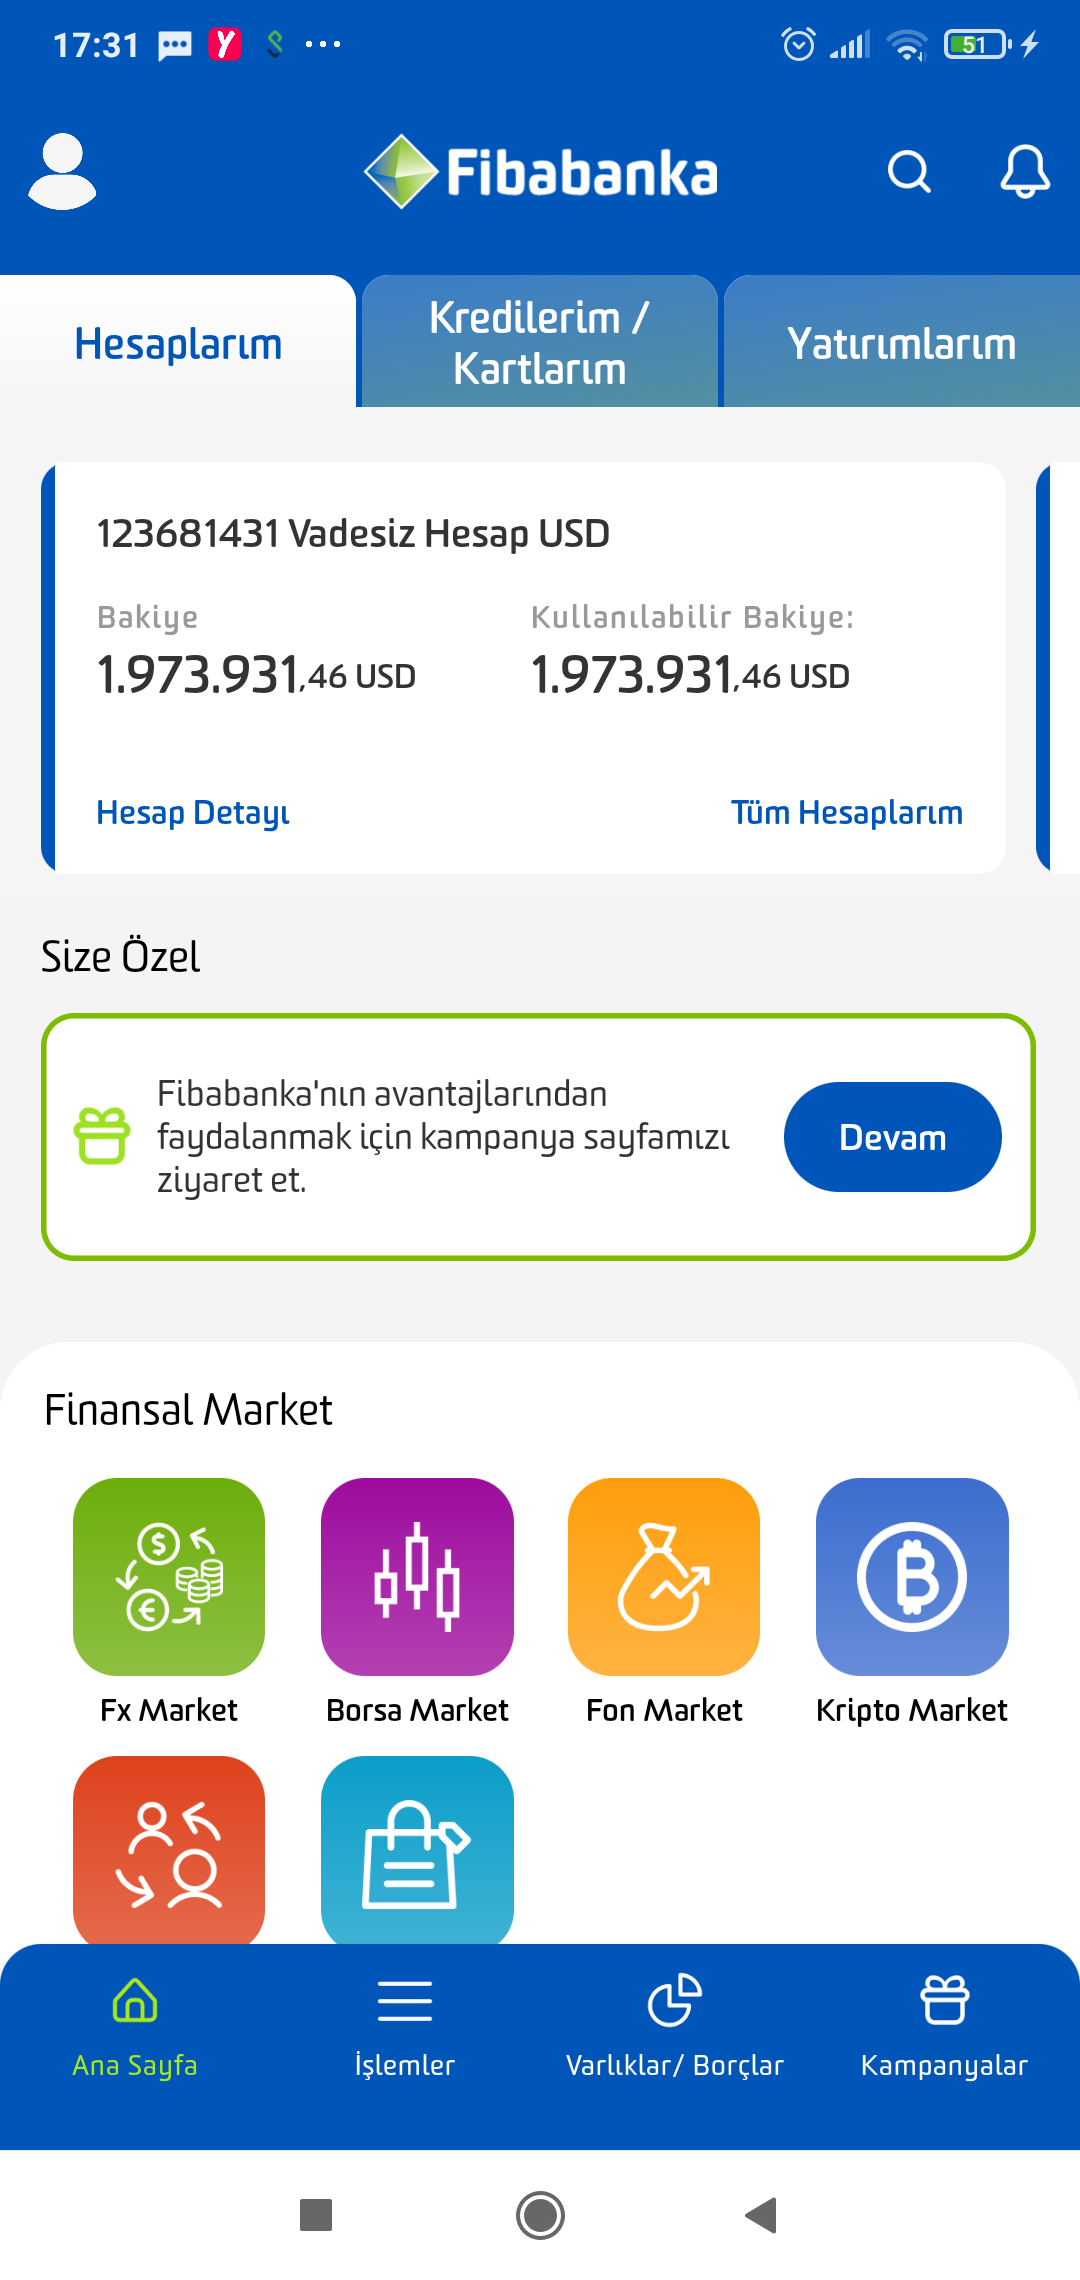 17:31
51
Fibabanka
Hesaplarım
Kredilerim /
Kartlarım
Yatırımlarım
123681431 Vadesiz Hesap USD
Bakiye
Kullanılabilir Bakiye:
1.973.931,46 USD
1.973.931,46 USD
Hesap Detayı
Tüm Hesaplarım
Size Özel
Fibabanka'nın avantajlarından
faydalanmak için kampanya sayfamızı
ziyaret et.
Devam
Finansal Market
Fx Market
Borsa Market
Fon Market
Kripto Market
Ana Sayfa
İşlemler
Varlıklar/ Borçlar
Kampanyalar